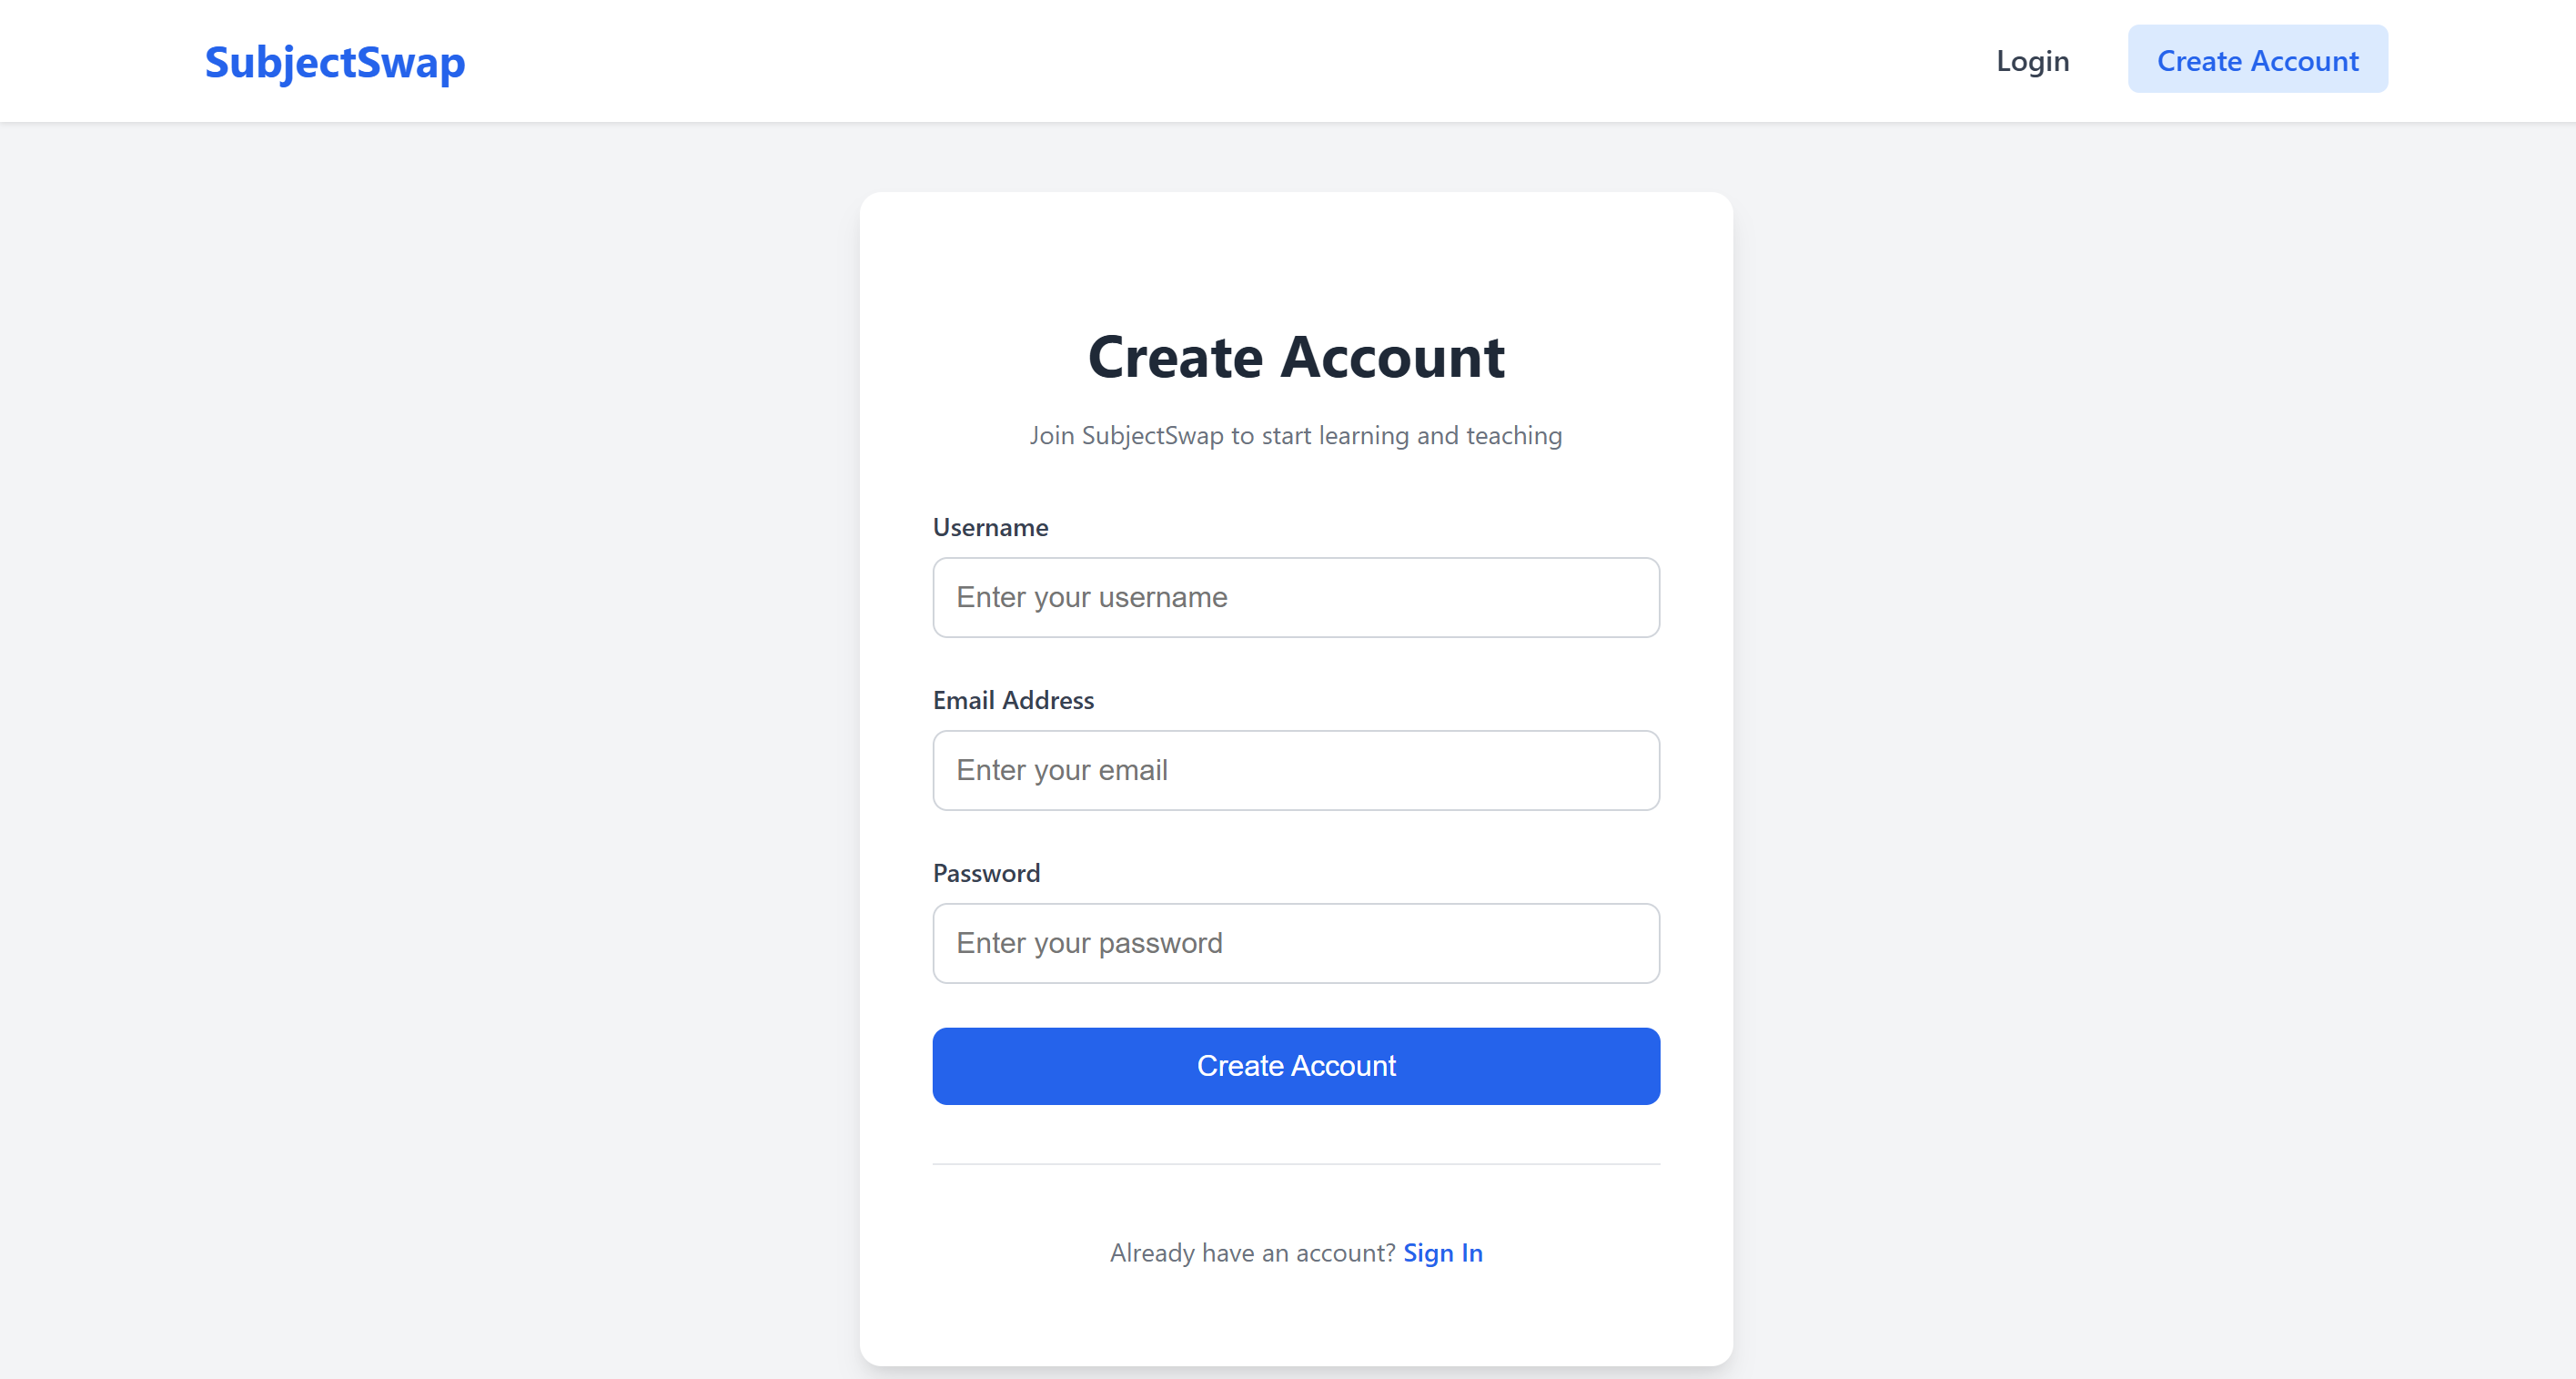 SubjectSwap
Login
Create Account
Create Account
Join SubjectSwap to start learning and teaching
Username
Enter your username
Email Address
Enter your email
Password
Enter your password
Create Account
Already have an account? Sign In